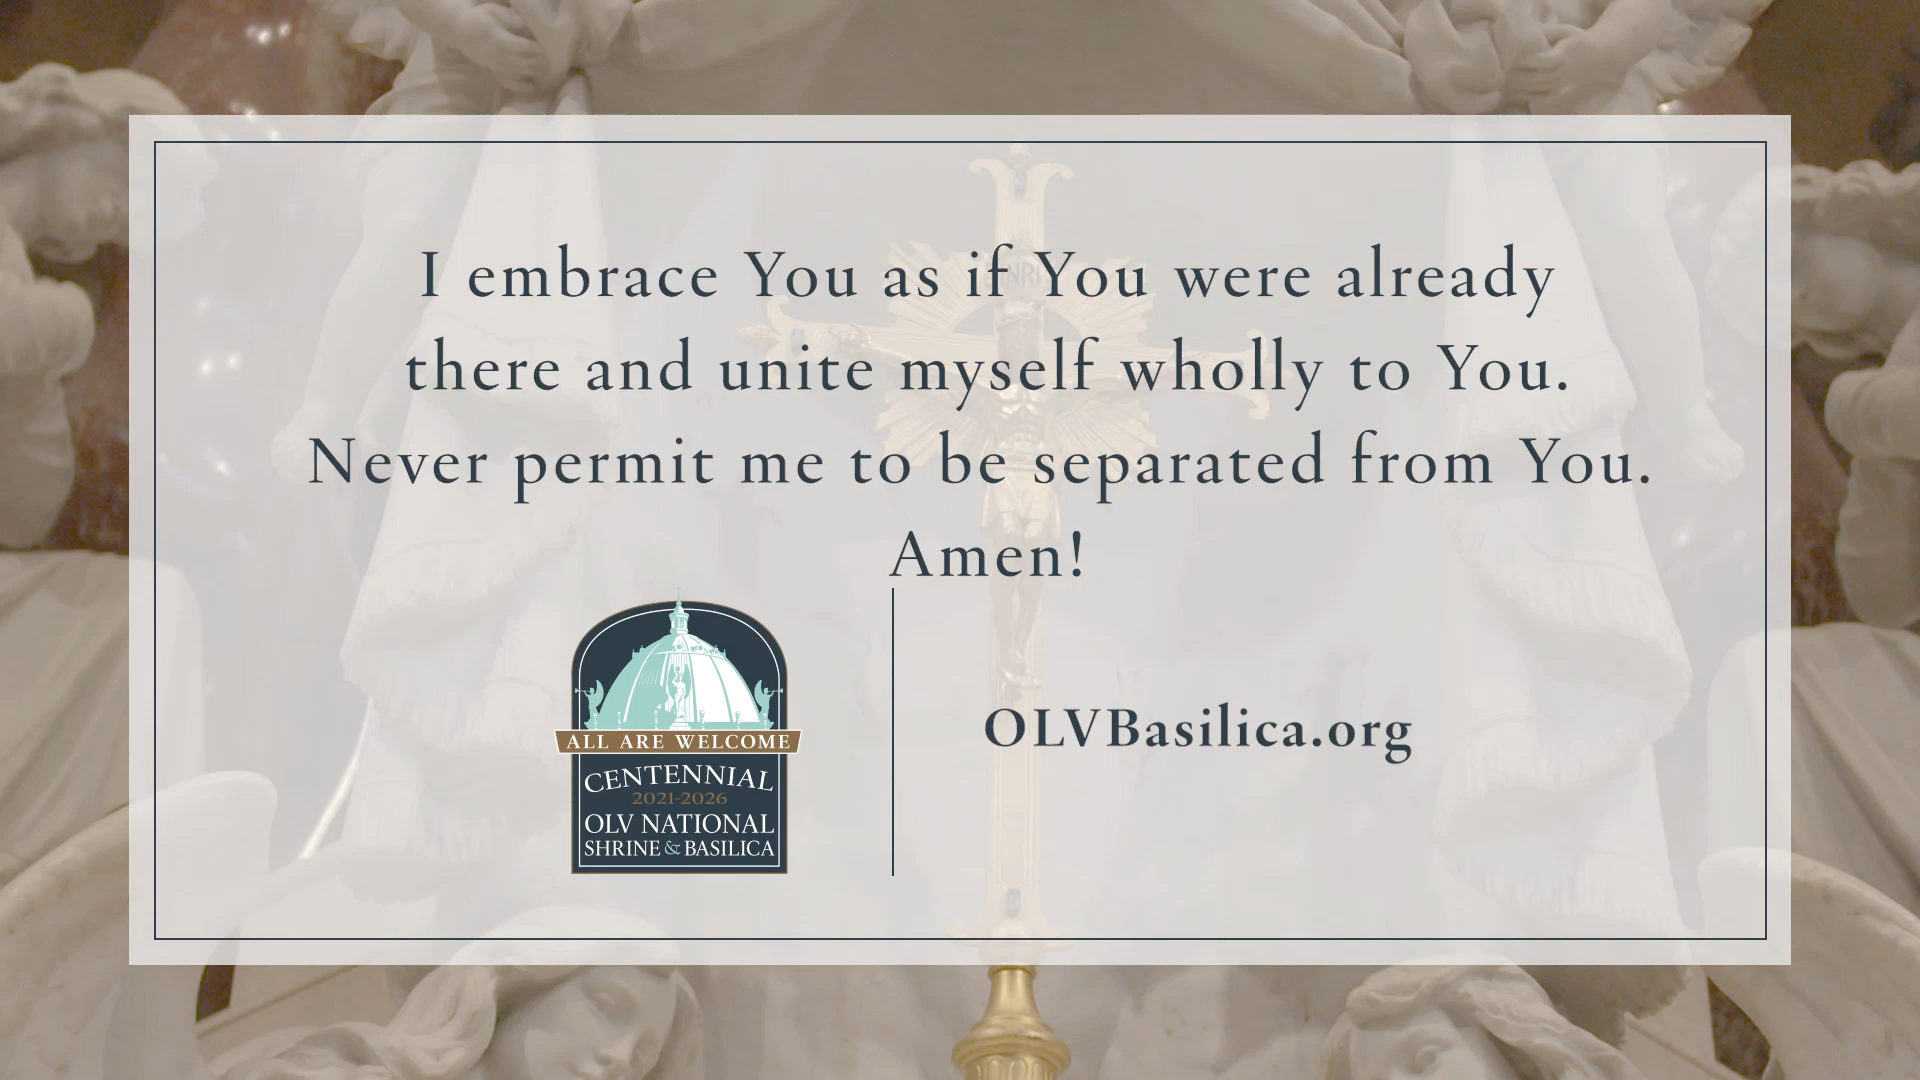 I embrace You as if You were already
there and unite myself wholly to You.
Never permit me to be separated from You.
Amen!
ALL ARE WELCOME
CENTENNIAL
2021-2026
OLV NATIONAL
SHRINE & BASILICA
OLVBasilica.org
INRI